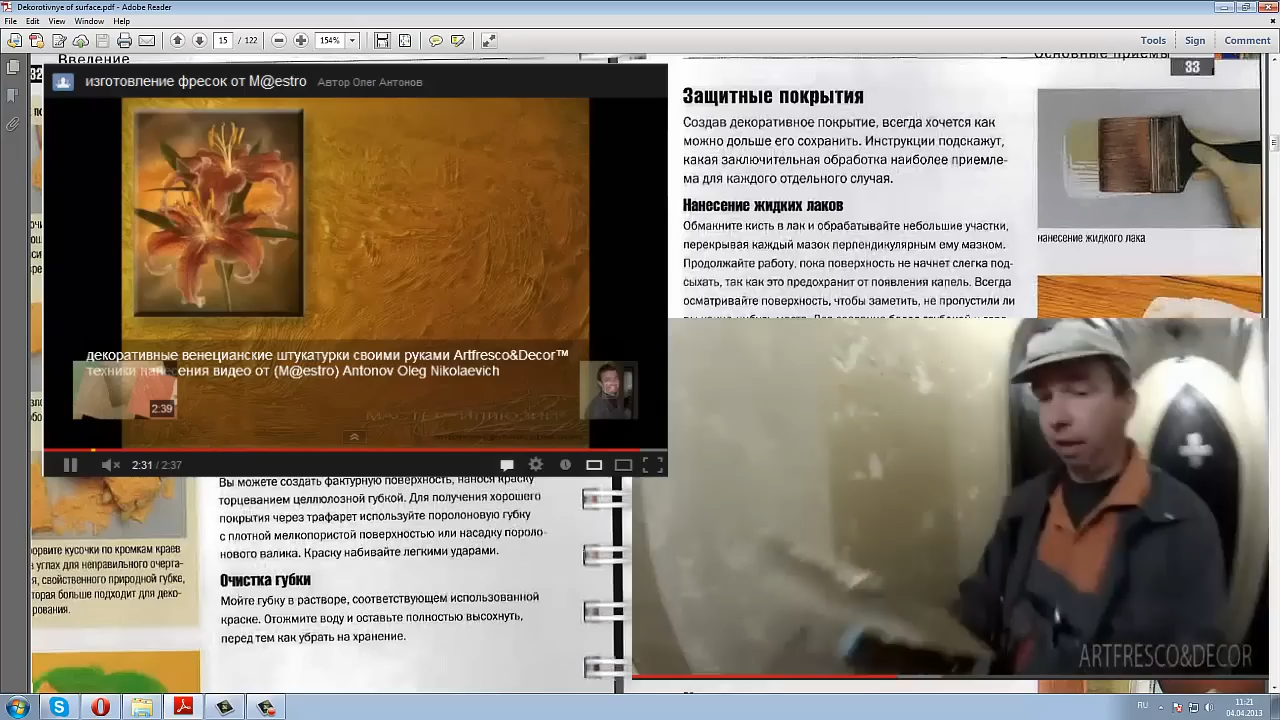 Dekorotivnye of surface.pdf - Adobe Reader
File Edit View Window Help
15 / 122 154% Tools Sign Comment
Введение
33
изготовление фресок от M@estro Автор Олег Антонов
декоративные венецианские штукатурки своими руками Artfresco&Decor™
техники нанесения видео от (M@estro) Antonov Oleg Nikolaevich
2:39
2:31 / 2:37
Защитные покрытия
Создав декоративное покрытие, всегда хочется как
можно дольше его сохранить. Инструкции подскажут,
какая заключительная обработка наиболее приемле-
ма для каждого отдельного случая.
Нанесение жидких лаков
Обмакните кисть в лак и обрабатывайте небольшие участки,
перекрывая каждый мазок перпендикулярным ему мазком.
Продолжайте работу, пока поверхность не начнет слегка под-
сыхать, так как это предохранит от появления капель. Всегда
осматривайте поверхность, чтобы заметить, не пропустили ли
нанесение жидкого лака
Вы можете создать фактурную поверхность, нанося краску
торцеванием целлюлозной губкой. Для получения хорошего
покрытия через трафарет используйте поролоновую губку
с плотной мелкопористой поверхностью или насадку пороло-
нового валика. Краску набивайте легкими ударами.
Очистка губки
Мойте губку в растворе, соответствующем использованной
краске. Отожмите воду и оставьте полностью высохнуть,
перед тем как убрать на хранение.
орвите кусочки по кромкам краев
углах для неправильного очерта-
я, свойственного природной губке,
торая больше подходит для деко-
рования.
ARTFRESCO&DECOR
RU 11:21
04.04.2013